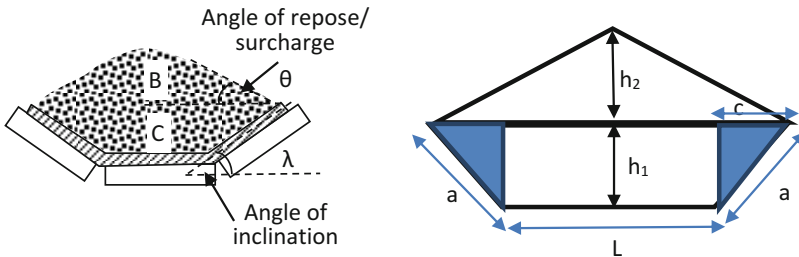 Angle of repose/
surcharge
B
θ
C
λ
Angle of
inclination
h2
c
h1
a
a
L